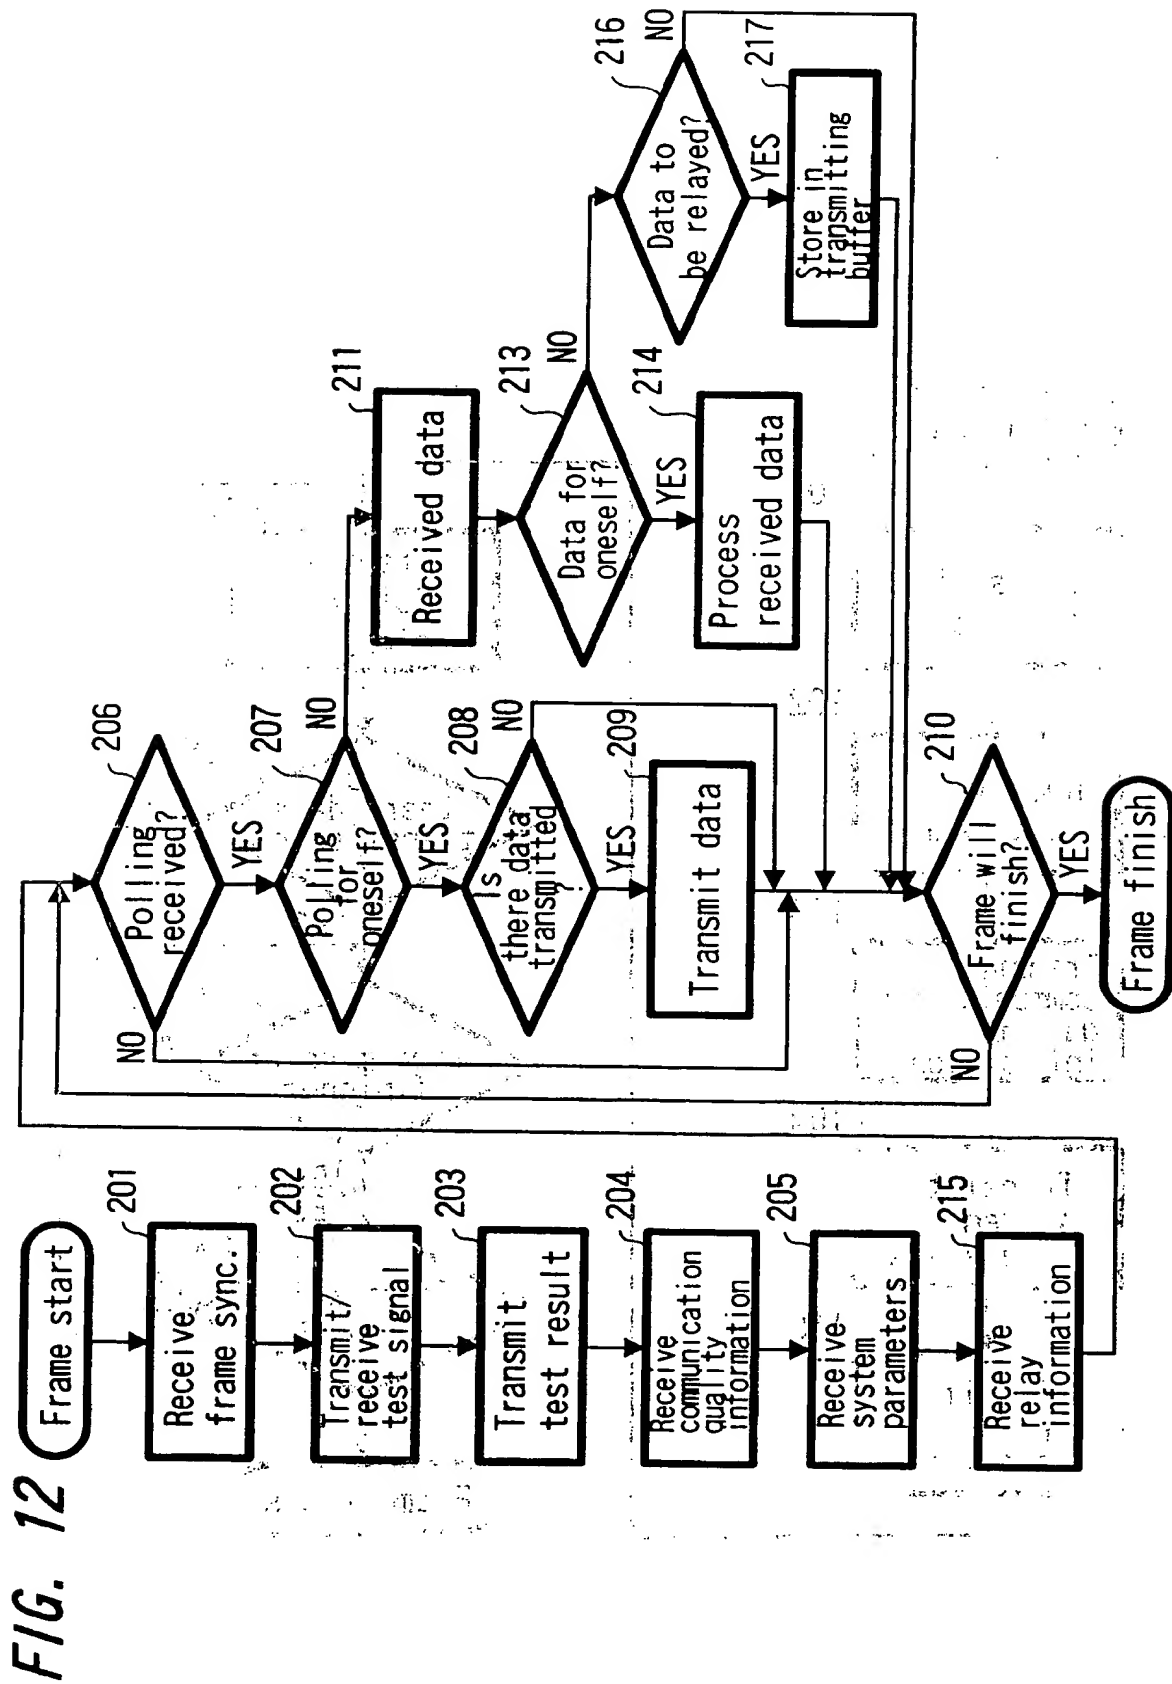 FIG. 12
Frame start
201
Receive
frame sync.
202
Transmit/
receive
test signal
203
Transmit
test result
204
Receive
communication
quality
information
205
Receive
system
parameters
215
Receive
relay
information
206
Polling
received?
NO
YES
207
Polling
for
oneself?
NO
YES
208
Is
there data
transmitted?
NO
YES
209
Transmit data
210
Frame will
finish?
NO
YES
Frame finish
211
Received data
213
Data for
oneself?
NO
YES
214
Process
received data
216
Data to
be relayed?
NO
YES
217
Store in
transmitting
buffer